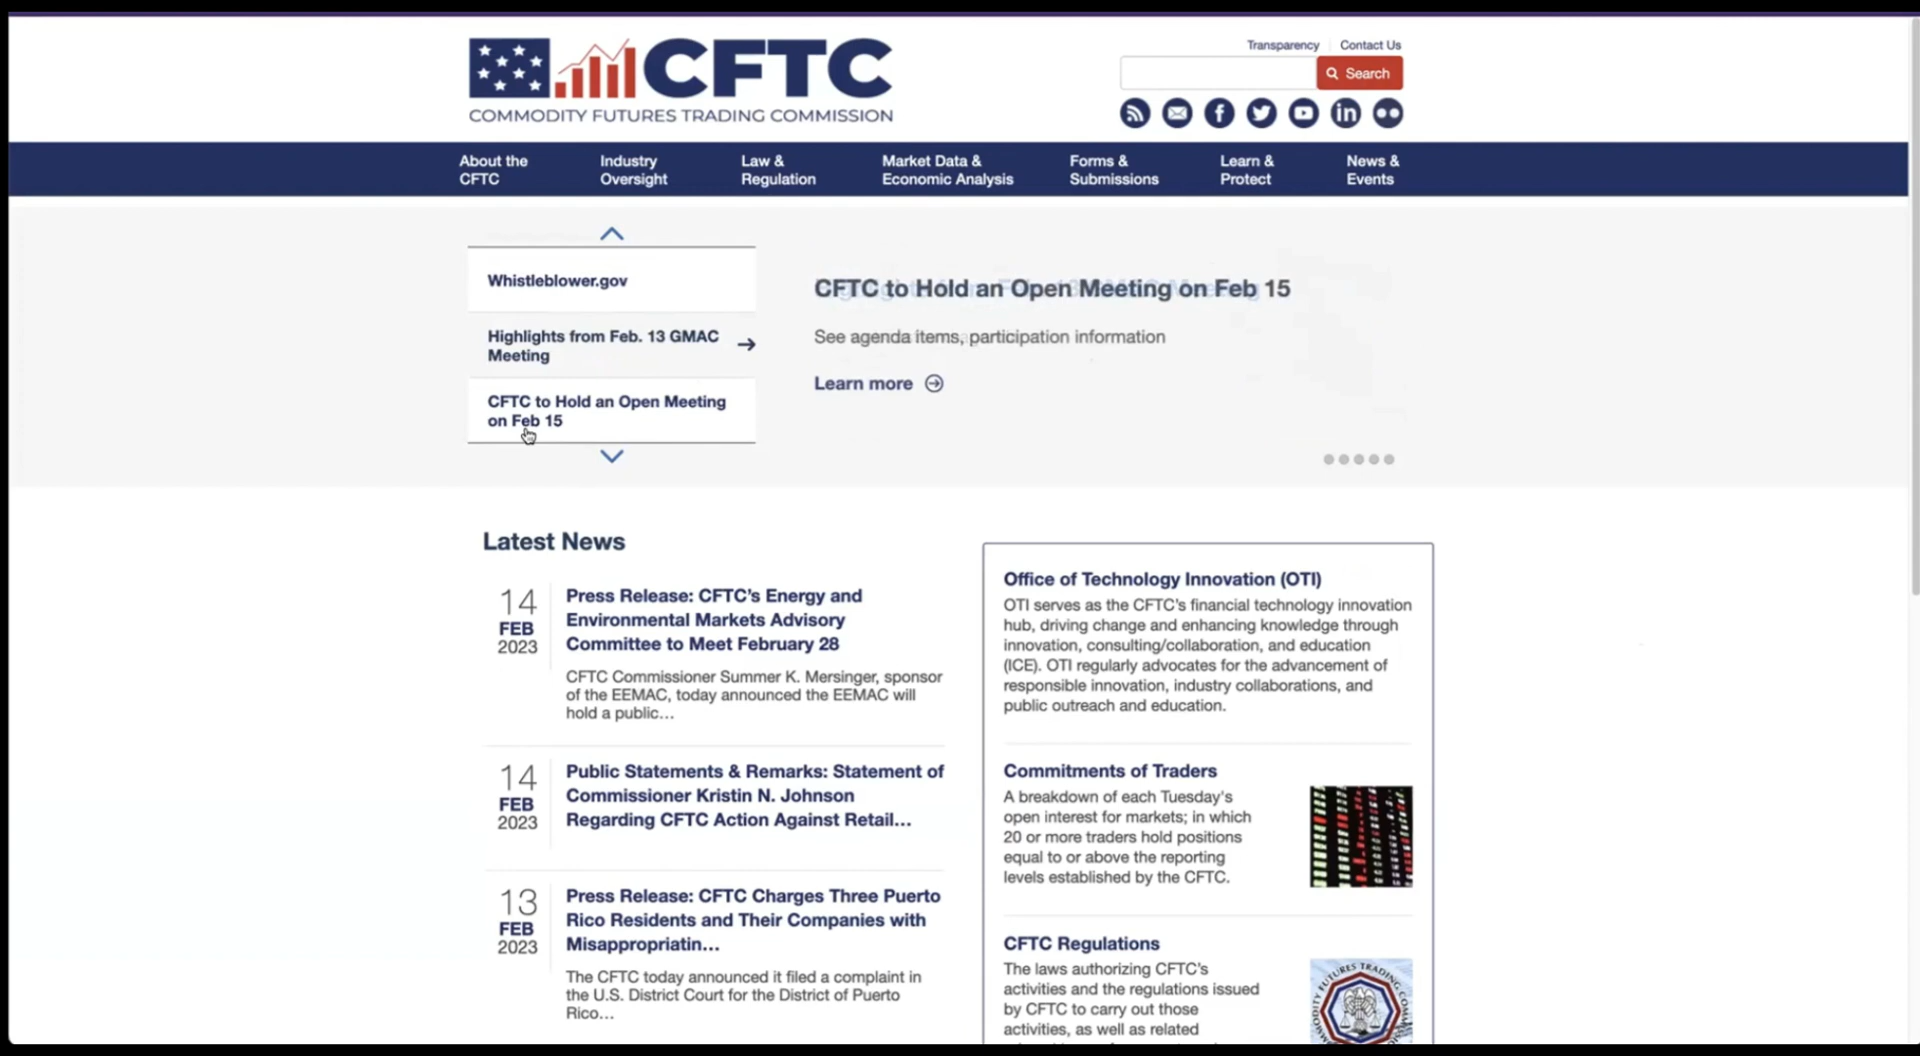 CFTC
COMMODITY FUTURES TRADING COMMISSION
Transparency
Contact Us
Search
About the
CFTC
Industry
Oversight
Law &
Regulation
Market Data &
Economic Analysis
Forms &
Submissions
Learn &
Protect
News &
Events
Whistleblower.gov
Highlights from Feb. 13 GMAC
Meeting
CFTC to Hold an Open Meeting
on Feb 15
CFTC to Hold an Open Meeting on Feb 15
See agenda items, participation information
Learn more
Latest News
14
FEB
2023
Press Release: CFTC's Energy and
Environmental Markets Advisory
Committee to Meet February 28
CFTC Commissioner Summer K. Mersinger, sponsor
of the EEMAC, today announced the EEMAC will
hold a public...
14
FEB
2023
Public Statements & Remarks: Statement of
Commissioner Kristin N. Johnson
Regarding CFTC Action Against Retail...
13
FEB
2023
Press Release: CFTC Charges Three Puerto
Rico Residents and Their Companies with
Misappropriatin...
The CFTC today announced it filed a complaint in
the U.S. District Court for the District of Puerto
Rico...
Office of Technology Innovation (OTI)
OTI serves as the CFTC's financial technology innovation
hub, driving change and enhancing knowledge through
innovation, consulting/collaboration, and education
(ICE). OTI regularly advocates for the advancement of
responsible innovation, industry collaborations, and
public outreach and education.
Commitments of Traders
A breakdown of each Tuesday's
open interest for markets; in which
20 or more traders hold positions
equal to or above the reporting
levels established by the CFTC.
CFTC Regulations
The laws authorizing CFTC's
activities and the regulations issued
by CFTC to carry out those
activities, as well as related